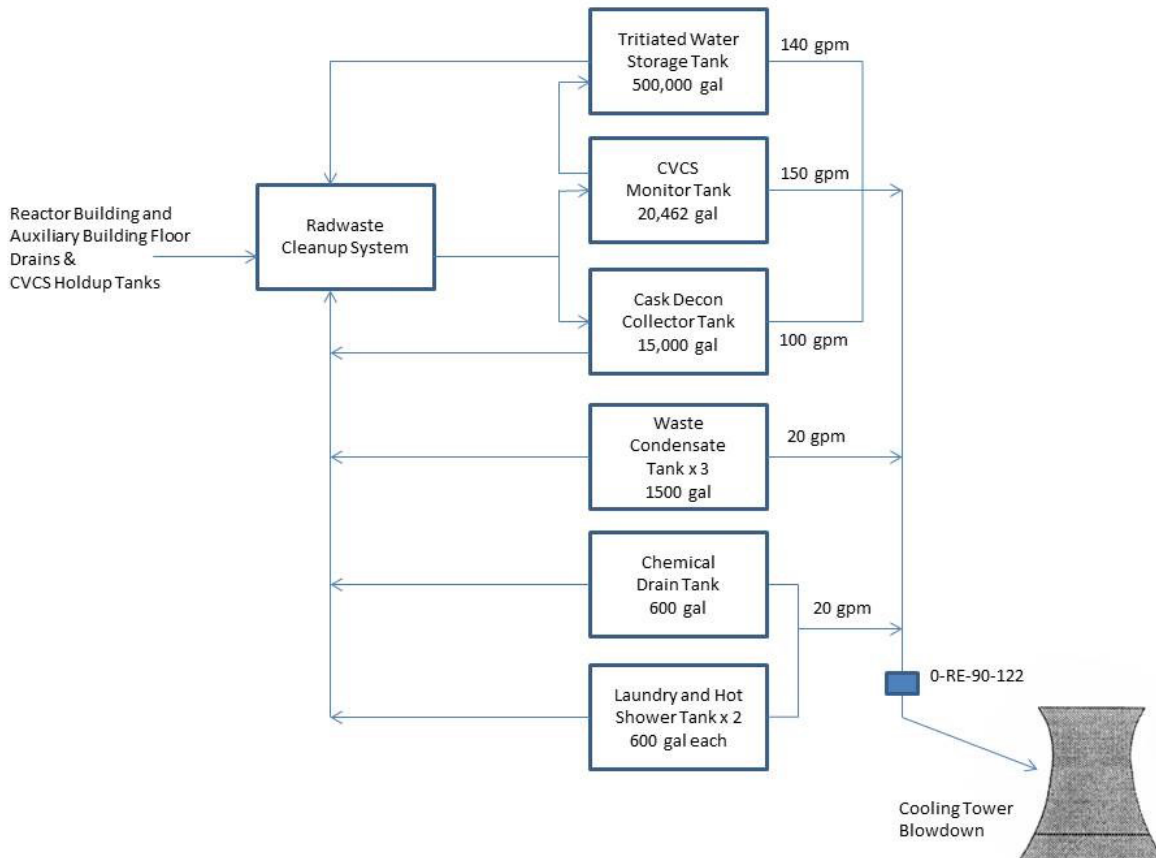 Tritiated Water
Storage Tank
500,000 gal
140 gpm
CVCS
Monitor Tank
20,462 gal
150 gpm
Reactor Building and
Auxiliary Building Floor
Drains &
CVCS Holdup Tanks
Radwaste
Cleanup System
Cask Decon
Collector Tank
15,000 gal
100 gpm
Waste
Condensate
Tank x 3
1500 gal
20 gpm
Chemical
Drain Tank
600 gal
20 gpm
Laundry and Hot
Shower Tank x 2
600 gal each
0-RE-90-122
Cooling Tower
Blowdown